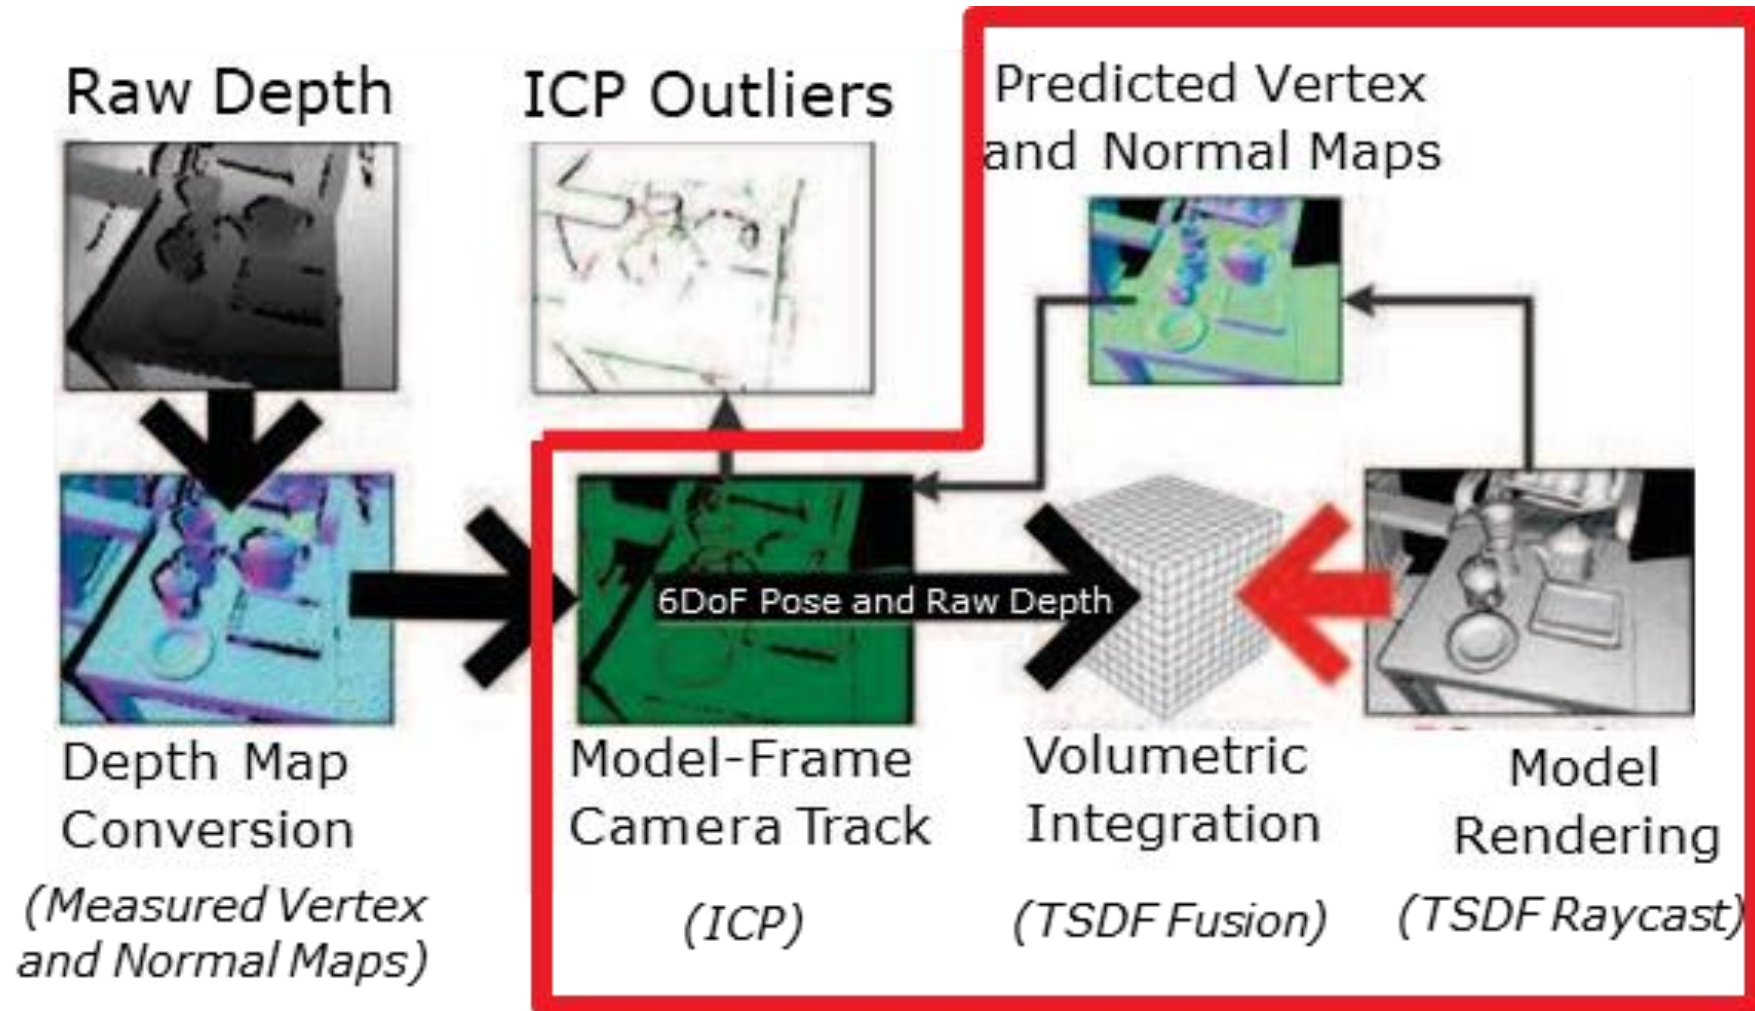 Raw Depth
ICP Outliers
Predicted Vertex
and Normal Maps
6DoF Pose and Raw Depth
Depth Map
Conversion
(Measured Vertex
and Normal Maps)
Model-Frame
Camera Track
(ICP)
Volumetric
Integration
(TSDF Fusion)
Model
Rendering
(TSDF Raycast)